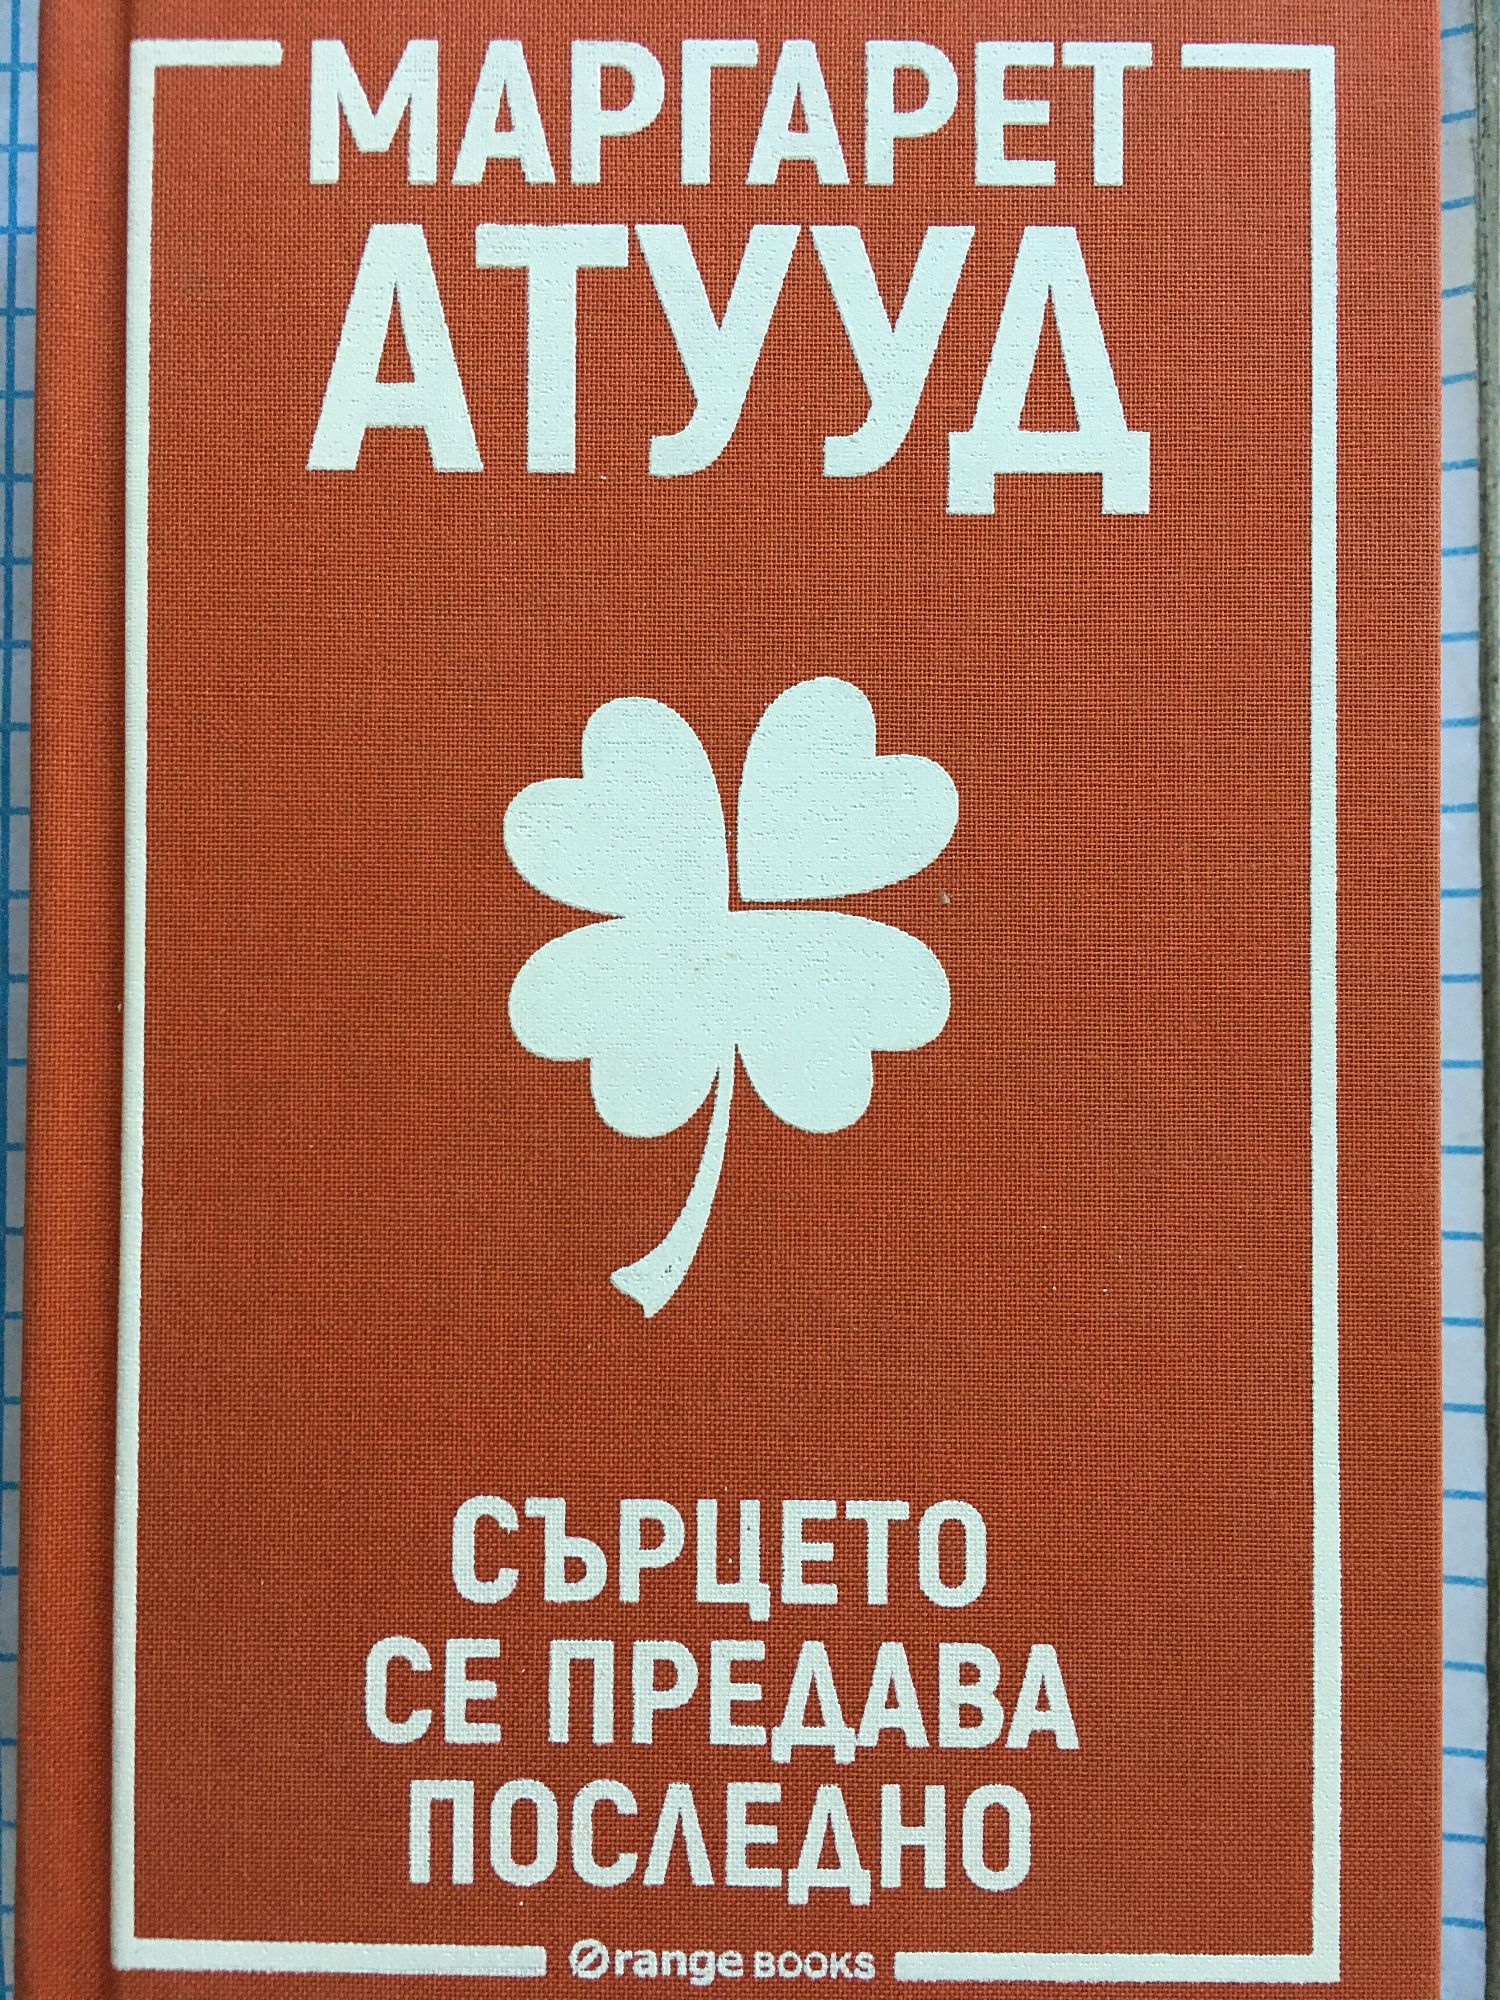 МАРГАРЕТ
АТУУД
СЪРЦЕТО
СЕ ПРЕДАВА
ПОСЛЕДНО
Orange BOOKS